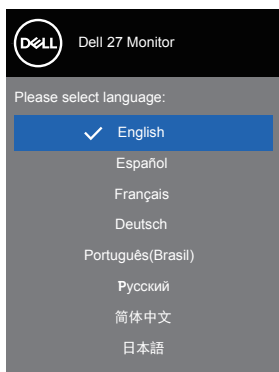 DELL
Dell 27 Monitor
Please select language:
English
Español
Français
Deutsch
Português(Brasil)
Русский
简体中文
日本語